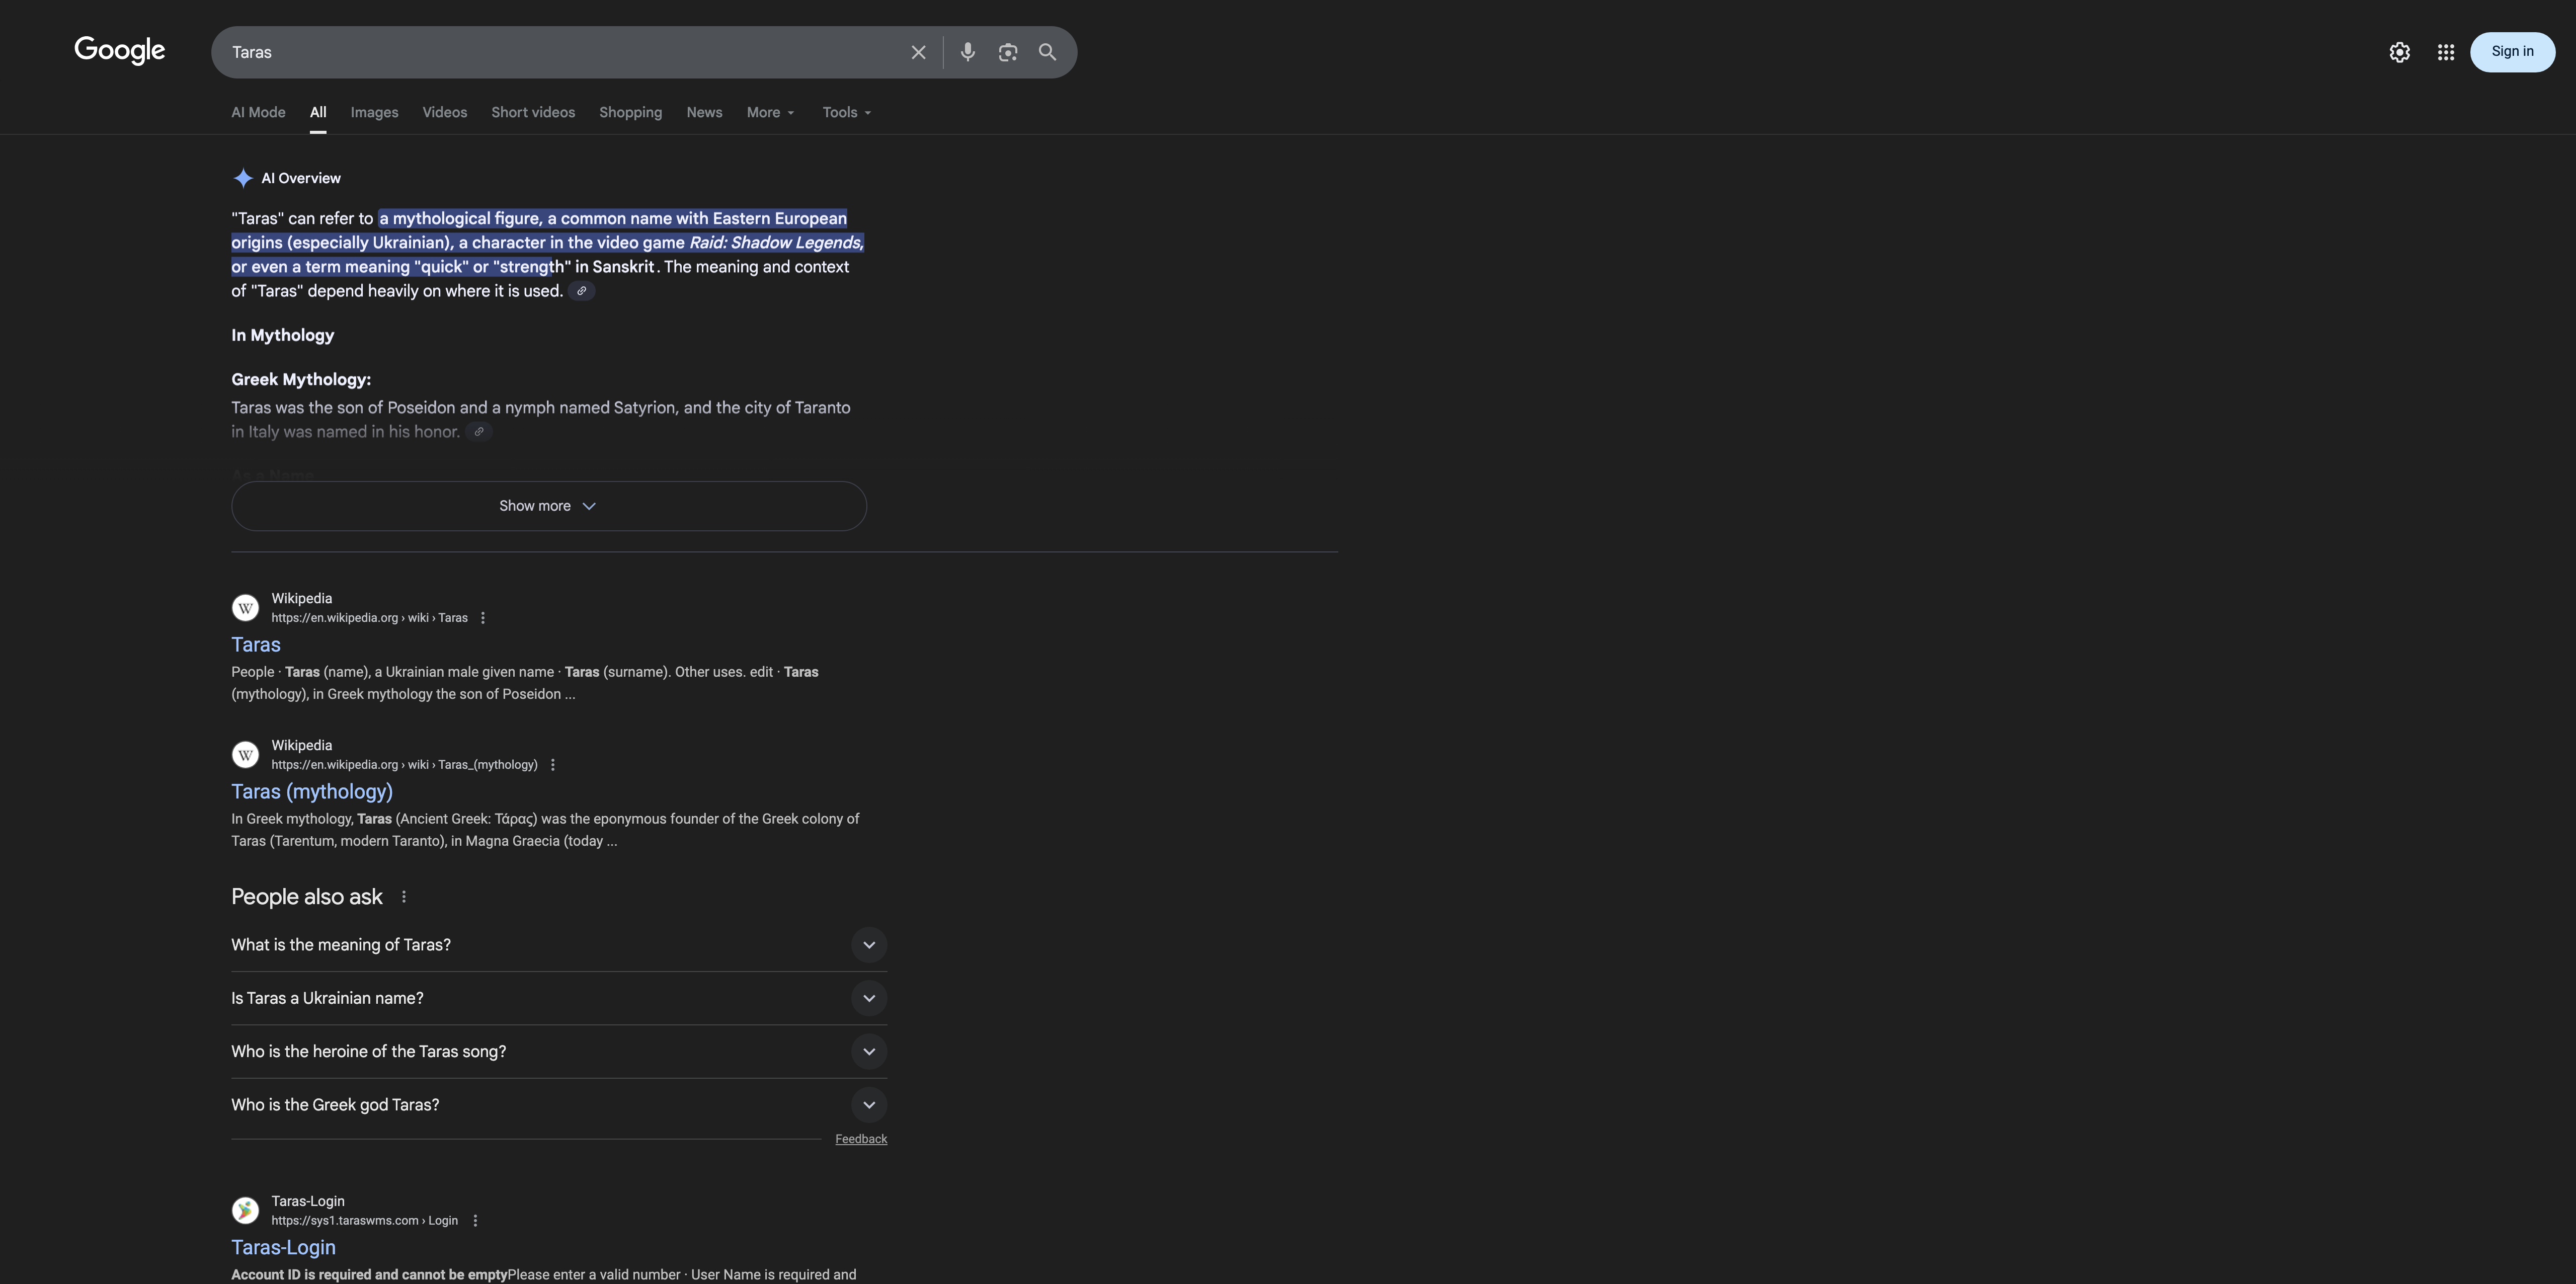 Google
Taras
Sign in
AI Mode All Images Videos Short videos Shopping News More Tools
AI Overview
"Taras" can refer to a mythological figure, a common name with Eastern European
origins (especially Ukrainian), a character in the video game Raid: Shadow Legends,
or even a term meaning "quick" or "strength" in Sanskrit. The meaning and context
of "Taras" depend heavily on where it is used.
In Mythology
Greek Mythology:
Taras was the son of Poseidon and a nymph named Satyrion, and the city of Taranto
in Italy was named in his honor.
As a Name
Show more
Wikipedia
https://en.wikipedia.org › wiki › Taras
Taras
People · Taras (name), a Ukrainian male given name · Taras (surname). Other uses. edit · Taras
(mythology), in Greek mythology the son of Poseidon ...
Wikipedia
https://en.wikipedia.org › wiki › Taras_(mythology)
Taras (mythology)
In Greek mythology, Taras (Ancient Greek: Τάρας) was the eponymous founder of the Greek colony of
Taras (Tarentum, modern Taranto), in Magna Graecia (today ...
People also ask
What is the meaning of Taras?
Is Taras a Ukrainian name?
Who is the heroine of the Taras song?
Who is the Greek god Taras?
Feedback
Taras-Login
https://sys1.taraswms.com › Login
Taras-Login
Account ID is required and cannot be emptyPlease enter a valid number · User Name is required and